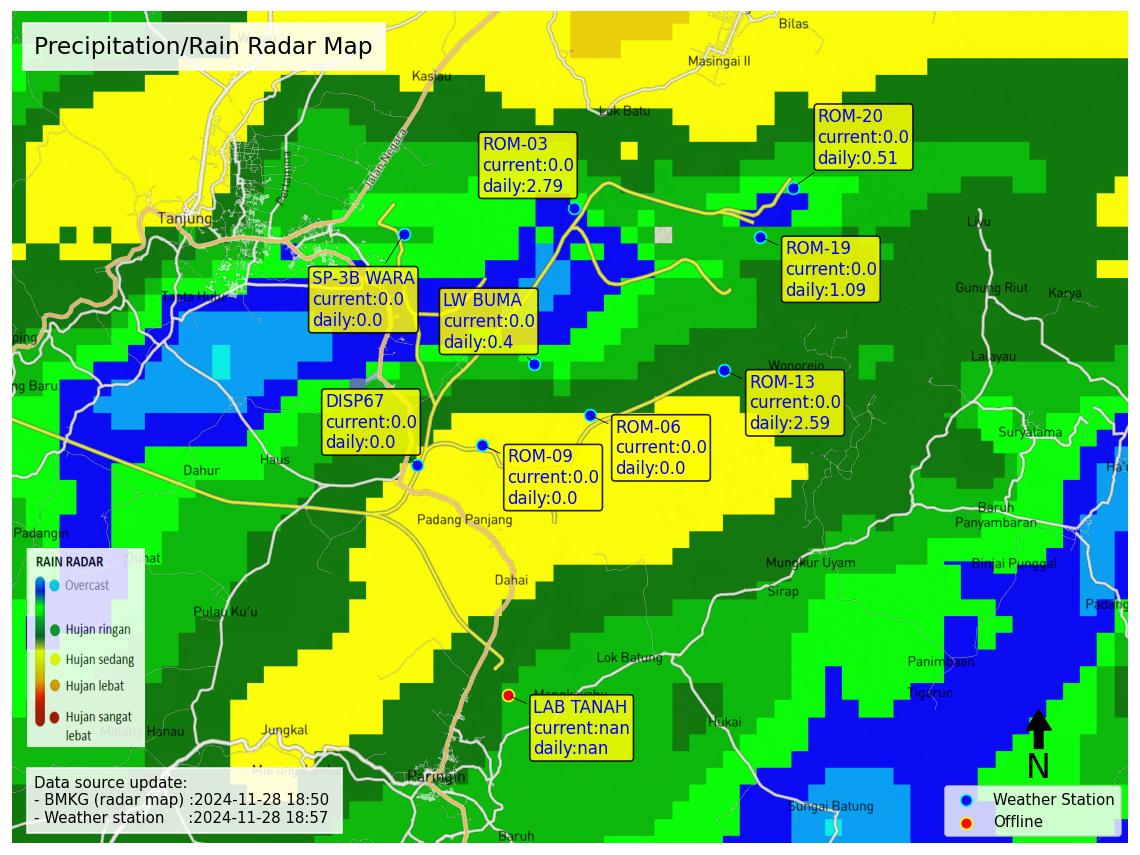 Precipitation/Rain Radar Map
Bilas
Masingai II
Kasiau
Lok Batu
Jalan Negara
Tanjung
ROM-03
current:0.0
daily:2.79
ROM-20
current:0.0
daily:0.51
ROM-19
current:0.0
daily:1.09
Liyu
Gunung Riut
Karya
Lalayau
SP-3B WARA
current:0.0
daily:0.0
LW BUMA
current:0.0
daily:0.4
ping
ng Baru
Wonorejo
ROM-13
current:0.0
daily:2.59
DISP67
current:0.0
daily:0.0
ROM-06
current:0.0
daily:0.0
ROM-09
current:0.0
daily:0.0
Suryatama
Haus
Dahur
Padang Panjang
Baruh
Panyambaran
Padangin
Mungkur Uyam
Binjai Punggal
Sirap
Dahai
Pulau Ku'u
Padang
Lok Batung
Panimbaan
Tigarun
Hukai
RAIN RADAR
Overcast
Hujan ringan
Hujan sedang
Hujan lebat
Hujan sangat
lebat
LAB TANAH
current:nan
daily:nan
Jungkal
Paringin
Sungai Batung
Baruh
Data source update:
- BMKG (radar map) :2024-11-28 18:50
- Weather station :2024-11-28 18:57
N
Weather Station
Offline